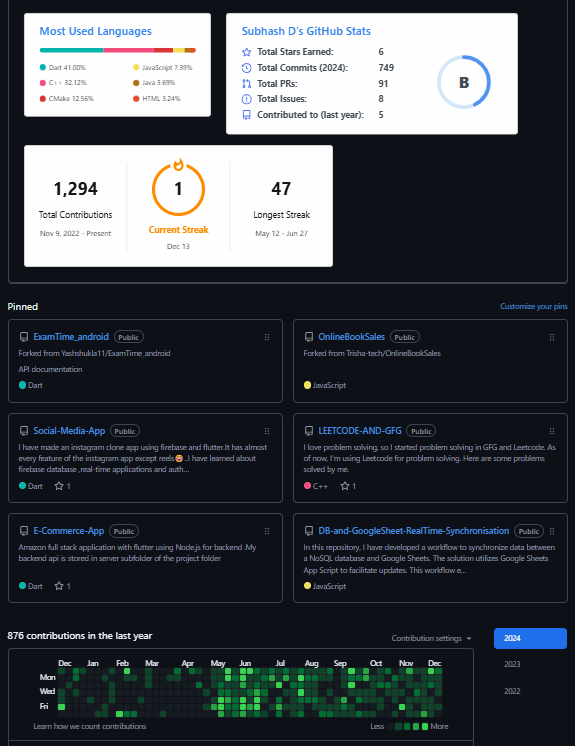 Most Used Languages
Dart 41.00%
JavaScript 7.39%
C++ 32.12%
Java 3.69%
CMake 12.56%
HTML 3.24%
Subhash D's GitHub Stats
Total Stars Earned: 6
Total Commits (2024): 749
Total PRs: 91
Total Issues: 8
Contributed to (last year): 5
B
1,294
Total Contributions
Nov 9, 2022 - Present
1
Current Streak
Dec 13
47
Longest Streak
May 12 - Jun 27
Pinned
Customize your pins
ExamTime_android Public
Forked from Yashshukla11/ExamTime_android
API documentation
Dart
OnlineBookSales Public
Forked from Trisha-tech/OnlineBookSales
JavaScript
Social-Media-App Public
I have made an instagram clone app using firebase and flutter.It has almost
every feature of the instagram app except reels🤩..I have learned about
firebase database ,real-time applications and auth...
Dart 1
LEETCODE-AND-GFG Public
I love problem solving, so I started problem solving in GFG and Leetcode. As
of now, I'm using Leetcode for problem solving. Here are some problems
solved by me.
C++ 1
E-Commerce-App Public
Amazon full stack application with flutter using Node.js for backend .My
backend api is stored in server subfolder of the project folder
Dart 1
DB-and-GoogleSheet-RealTime-Synchronisation Public
In this repository, I have developed a workflow to synchronize data between
a NoSQL database and Google Sheets. The solution utilizes Google Sheets
App Script to facilitate updates. This workflow e...
JavaScript
876 contributions in the last year
Contribution settings
2024
2023
2022
Dec Jan Feb Mar Apr May Jun Jul Aug Sep Oct Nov Dec
Mon
Wed
Fri
Learn how we count contributions
Less More